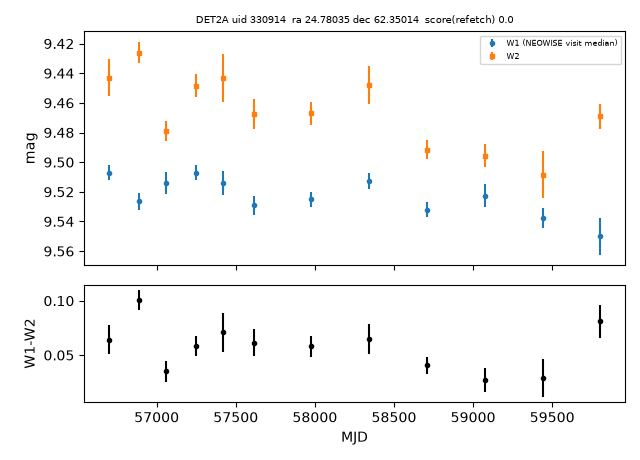 DET2A uid 330914 ra 24.78035 dec 62.35014 score(refetch) 0.0
W1 (NEOWISE visit median)
W2
mag
9.42
9.44
9.46
9.48
9.50
9.52
9.54
9.56
W1-W2
0.10
0.05
57000 57500 58000 58500 59000 59500
MJD